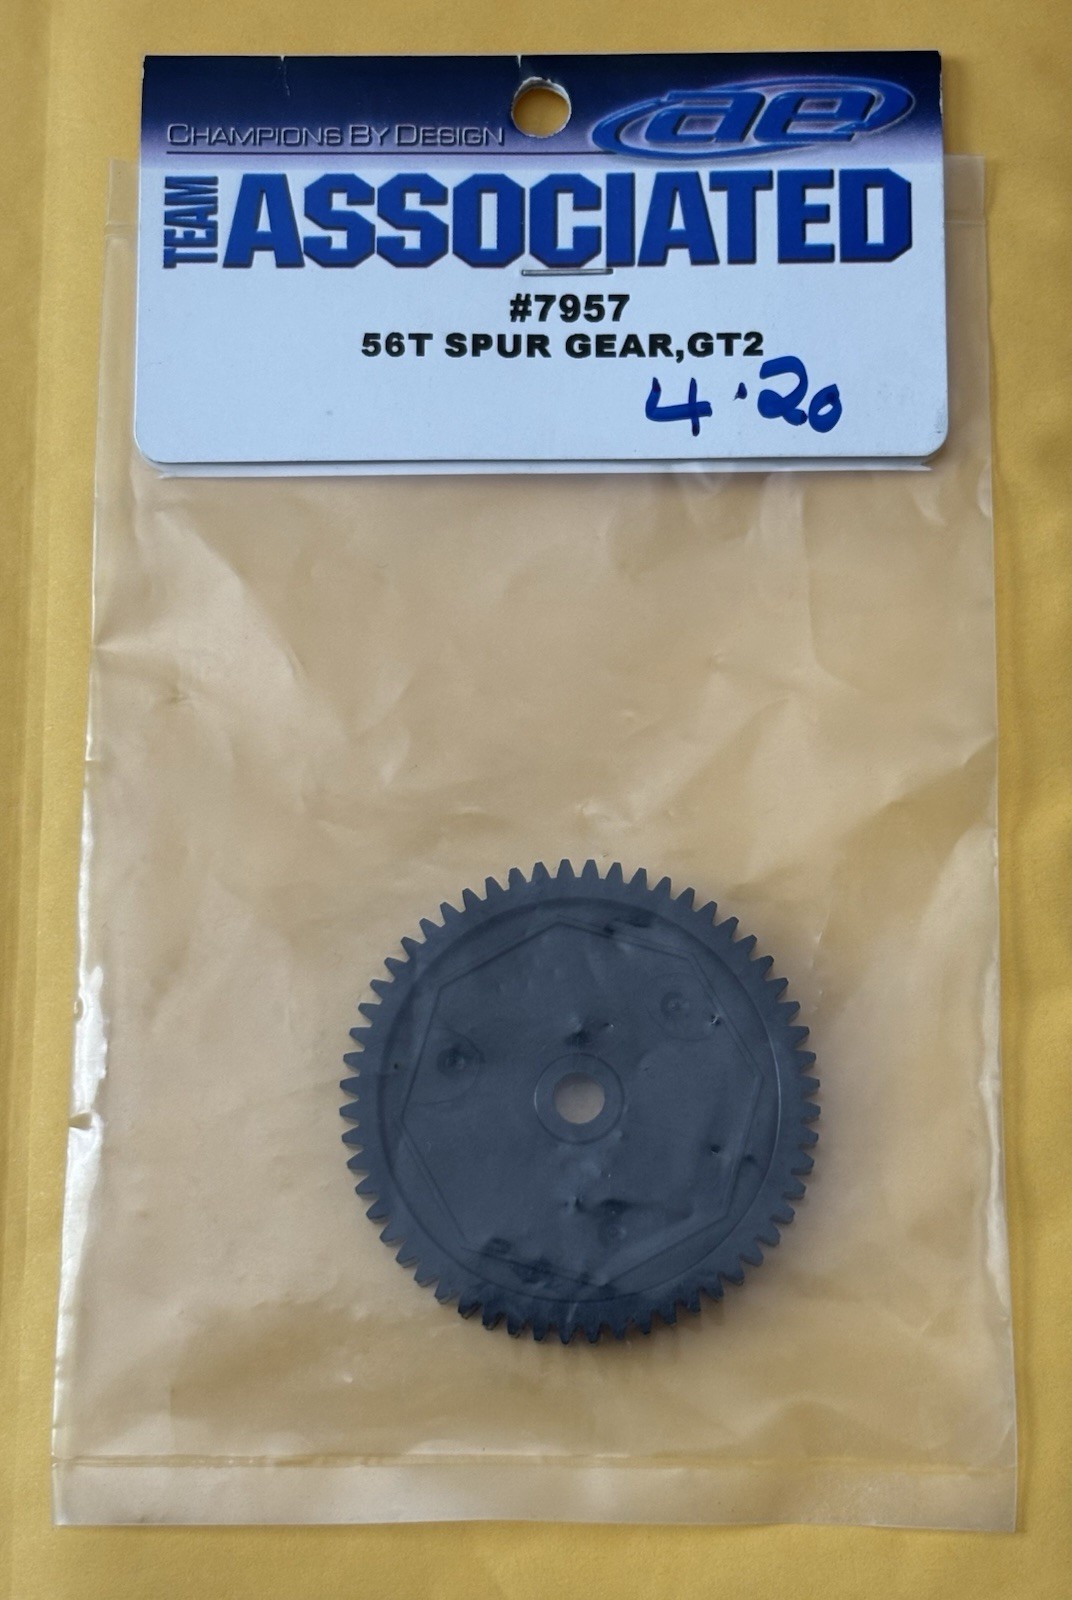 CHAMPIONS BY DESIGN
ae
TEAM ASSOCIATED
#7957
56T SPUR GEAR,GT2
4.20